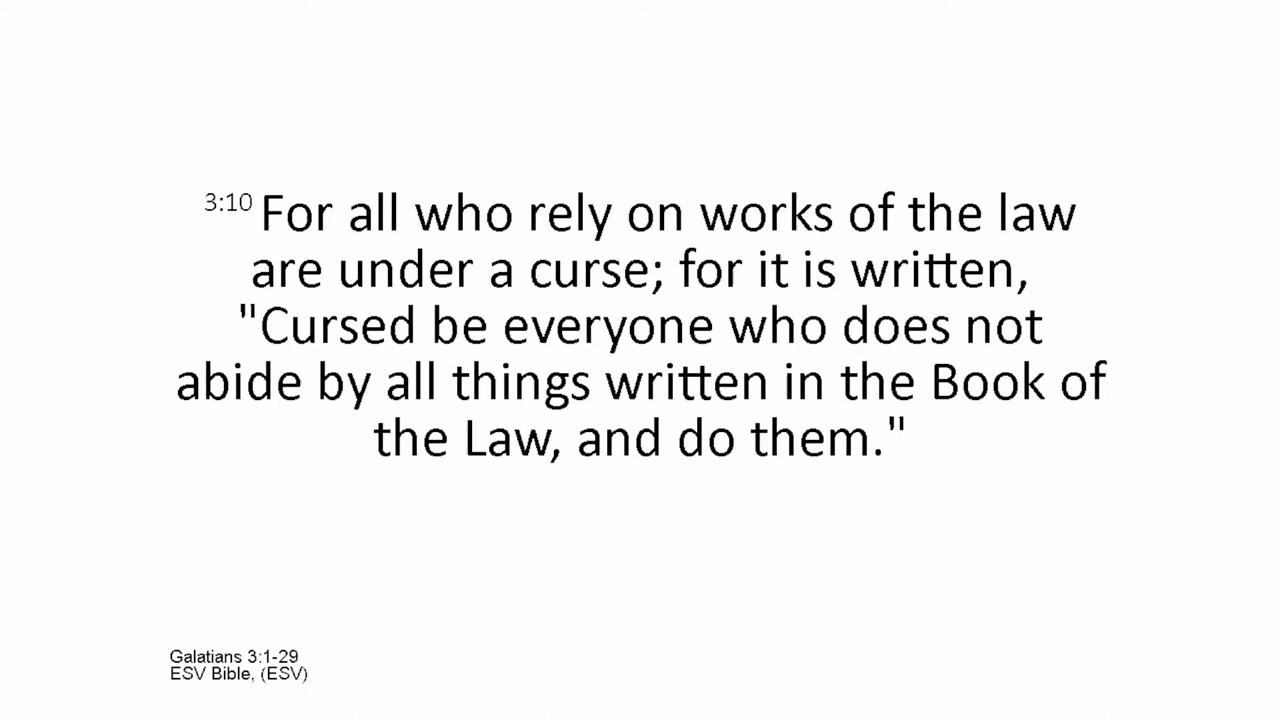 3:10 For all who rely on works of the law
are under a curse; for it is written,
"Cursed be everyone who does not
abide by all things written in the Book of
the Law, and do them."
Galatians 3:1-29
ESV Bible, (ESV)